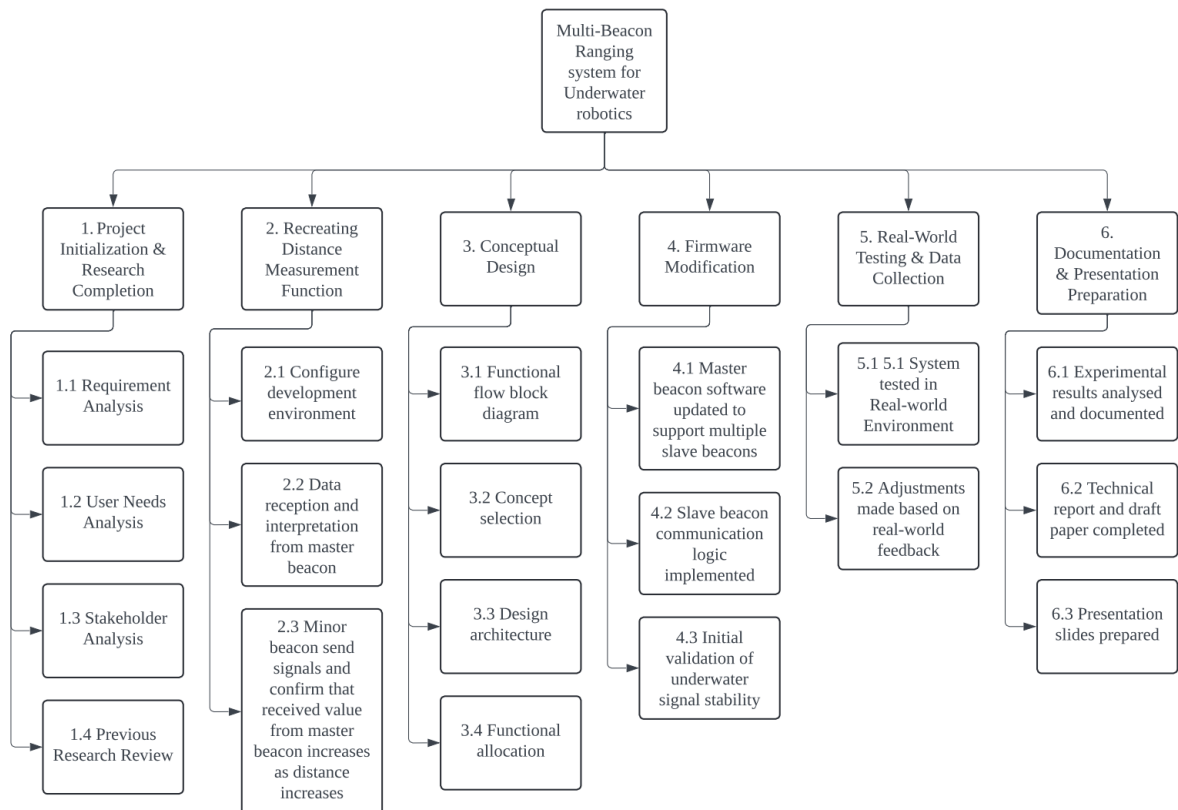 Multi-Beacon
Ranging
system for
Underwater
robotics
1. Project
Initialization &
Research
Completion
2. Recreating
Distance
Measurement
Function
3. Conceptual
Design
4. Firmware
Modification
5. Real-World
Testing & Data
Collection
6.
Documentation
& Presentation
Preparation
1.1 Requirement
Analysis
1.2 User Needs
Analysis
1.3 Stakeholder
Analysis
1.4 Previous
Research Review
2.1 Configure
development
environment
2.2 Data
reception and
interpretation
from master
beacon
2.3 Minor
beacon send
signals and
confirm that
received value
from master
beacon increases
as distance
increases
3.1 Functional
flow block
diagram
3.2 Concept
selection
3.3 Design
architecture
3.4 Functional
allocation
4.1 Master
beacon software
updated to
support multiple
slave beacons
4.2 Slave beacon
communication
logic
implemented
4.3 Initial
validation of
underwater
signal stability
5.1 5.1 System
tested in
Real-world
Environment
5.2 Adjustments
made based on
real-world
feedback
6.1 Experimental
results analysed
and documented
6.2 Technical
report and draft
paper completed
6.3 Presentation
slides prepared